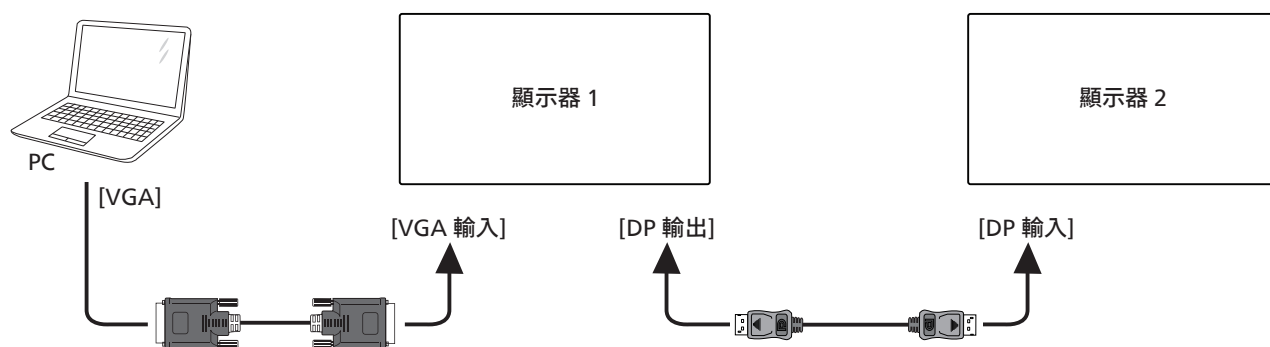 顯示器 1
顯示器 2
PC
[VGA]
[VGA 輸入]
[DP 輸出]
[DP 輸入]